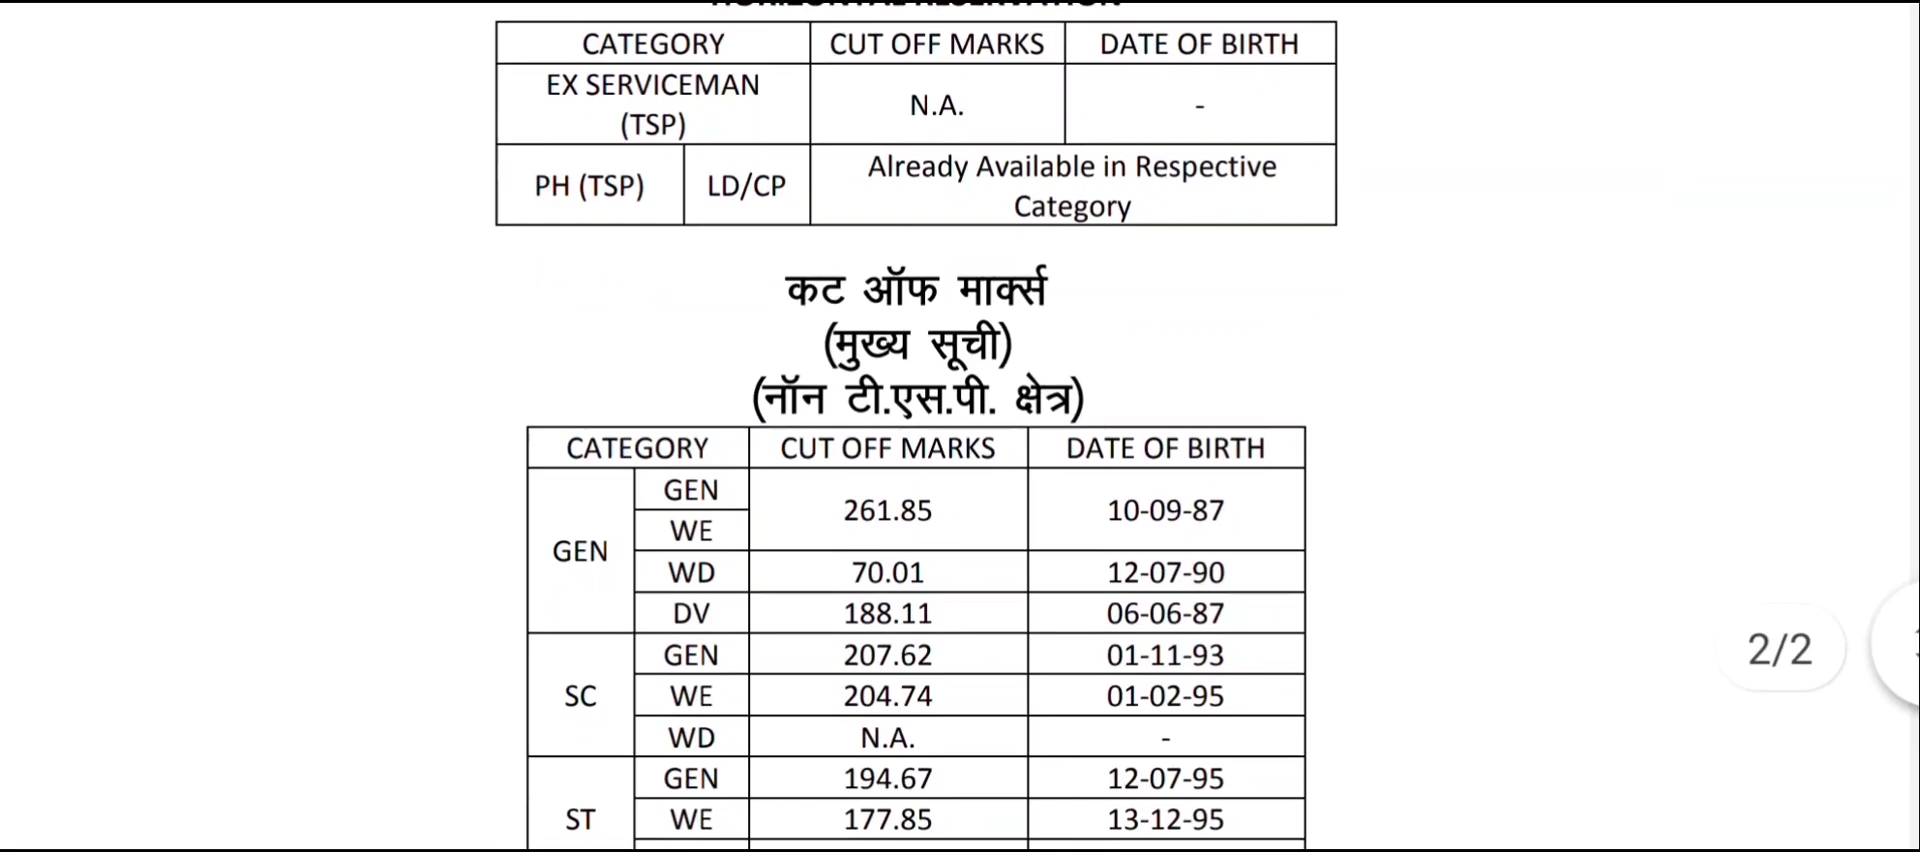 HORIZONTAL RESERVATION
CATEGORY CUT OFF MARKS DATE OF BIRTH
EX SERVICEMAN (TSP) N.A. -
PH (TSP) LD/CP Already Available in Respective Category
कट ऑफ मार्क्स
(मुख्य सूची)
(नॉन टी.एस.पी. क्षेत्र)
CATEGORY CUT OFF MARKS DATE OF BIRTH
GEN GEN 261.85 10-09-87
WE
WD 70.01 12-07-90
DV 188.11 06-06-87
SC GEN 207.62 01-11-93
WE 204.74 01-02-95
WD N.A. -
ST GEN 194.67 12-07-95
WE 177.85 13-12-95
2/2